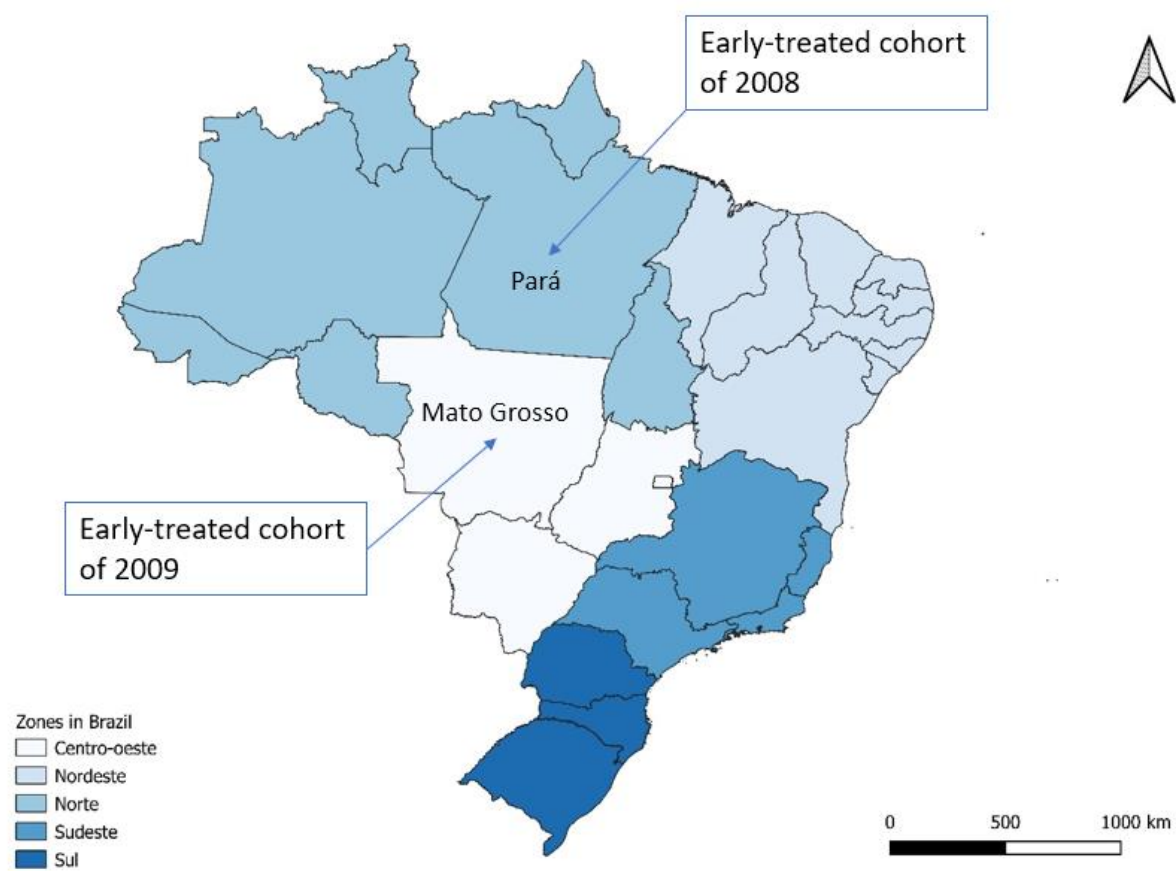 Early-treated cohort
of 2008
Pará
Mato Grosso
Early-treated cohort
of 2009
Zones in Brazil
Centro-oeste
Nordeste
Norte
Sudeste
Sul
0 500 1000 km